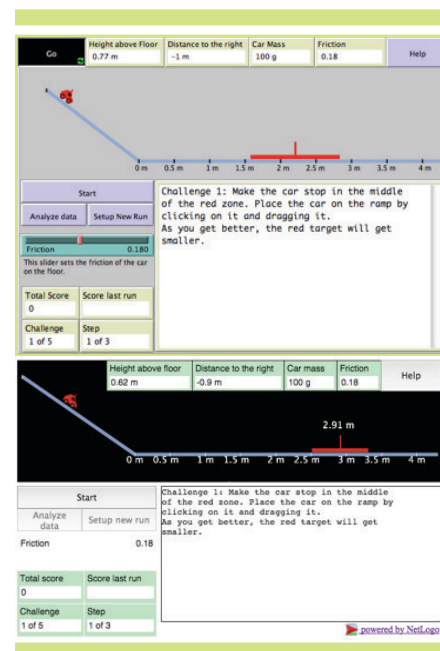 Go
Height above Floor
0.77 m
Distance to the right
-1 m
Car Mass
100 g
Friction
0.18
Help
0 m 0.5 m 1 m 1.5 m 2 m 2.5 m 3 m 3.5 m 4 m
Start
Analyze data
Setup New Run
Friction 0.180
This slider sets the friction of the car
on the floor.
Total Score
0
Score last run
Challenge
1 of 5
Step
1 of 3
Challenge 1: Make the car stop in the middle
of the red zone. Place the car on the ramp by
clicking on it and dragging it.
As you get better, the red target will get
smaller.
Height above floor
0.62 m
Distance to the right
-0.9 m
Car mass
100 g
Friction
0.18
Help
2.91 m
0 m 0.5 m 1 m 1.5 m 2 m 2.5 m 3 m 3.5 m 4 m
Start
Analyze
data
Setup new run
Friction 0.18
Total score
0
Score last run
Challenge
1 of 5
Step
1 of 3
Challenge 1: Make the car stop in the middle
of the red zone. Place the car on the ramp by
clicking on it and dragging it.
As you get better, the red target will get
smaller.
powered by NetLogo